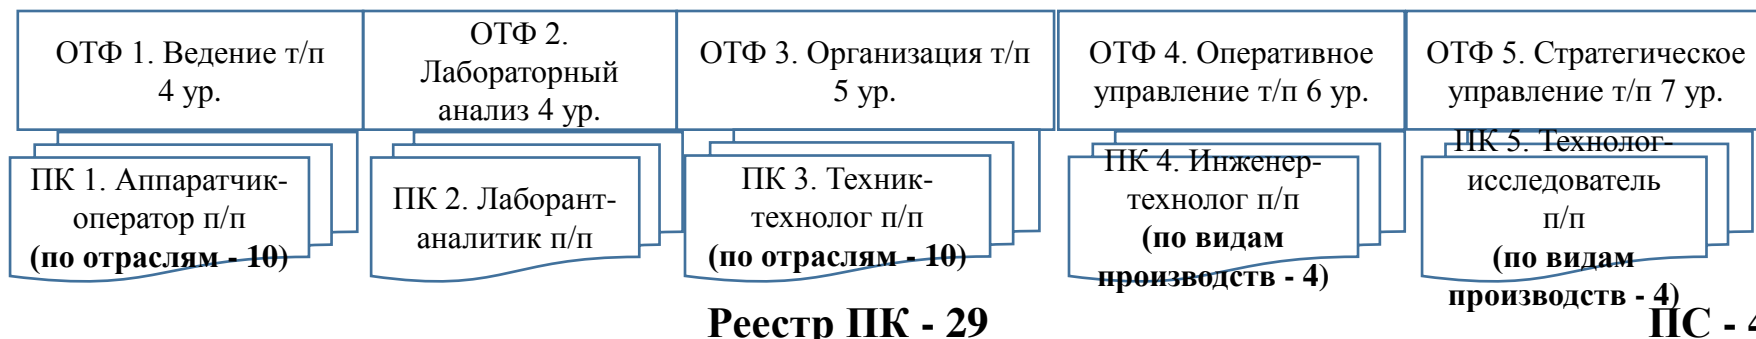 ОТФ 1. Ведение т/п
4 ур.
ОТФ 2.
Лабораторный
анализ 4 ур.
ОТФ 3. Организация т/п
5 ур.
ОТФ 4. Оперативное
управление т/п 6 ур.
ОТФ 5. Стратегическое
управление т/п 7 ур.
ПК 1. Аппаратчик-
оператор п/п
(по отраслям - 10)
ПК 2. Лаборант-
аналитик п/п
ПК 3. Техник-
технолог п/п
(по отраслям - 10)
ПК 4. Инженер-
технолог п/п
(по видам
производств - 4)
ПК 5. Технолог-
исследователь
п/п
(по видам
производств - 4)
Реестр ПК - 29
ПС - 4